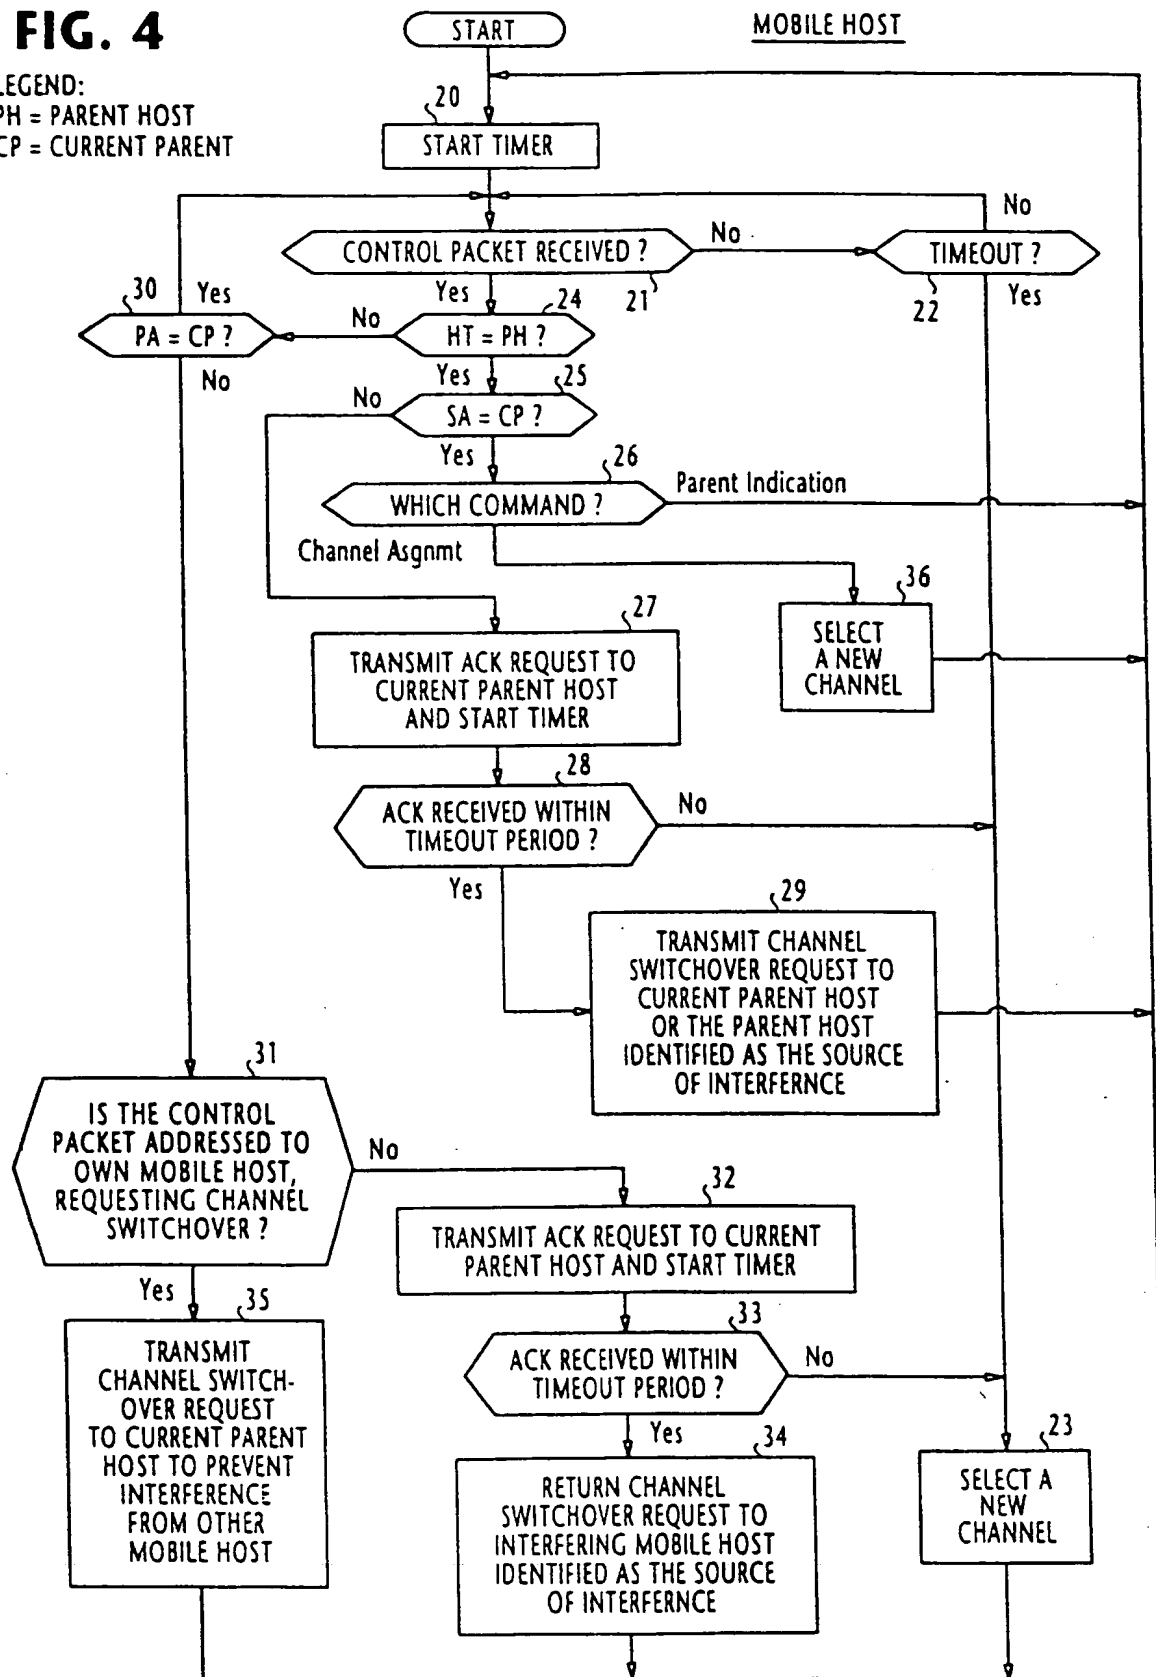 FIG. 4
MOBILE HOST
LEGEND:
PH = PARENT HOST
CP = CURRENT PARENT
START
20
START TIMER
No
CONTROL PACKET RECEIVED ?
No
TIMEOUT ?
21
22
Yes
Yes
30
Yes
24
PA = CP ?
No
HT = PH ?
No
Yes
25
No
SA = CP ?
Yes
26
WHICH COMMAND ?
Parent Indication
Channel Asgnmt
36
SELECT
A NEW
CHANNEL
27
TRANSMIT ACK REQUEST TO
CURRENT PARENT HOST
AND START TIMER
28
ACK RECEIVED WITHIN
TIMEOUT PERIOD ?
No
Yes
29
TRANSMIT CHANNEL
SWITCHOVER REQUEST TO
CURRENT PARENT HOST
OR THE PARENT HOST
IDENTIFIED AS THE SOURCE
OF INTERFERNCE
31
IS THE CONTROL
PACKET ADDRESSED TO
OWN MOBILE HOST,
REQUESTING CHANNEL
SWITCHOVER ?
No
Yes
32
TRANSMIT ACK REQUEST TO CURRENT
PARENT HOST AND START TIMER
33
ACK RECEIVED WITHIN
TIMEOUT PERIOD ?
No
Yes
35
TRANSMIT
CHANNEL SWITCH-
OVER REQUEST
TO CURRENT PARENT
HOST TO PREVENT
INTERFERENCE
FROM OTHER
MOBILE HOST
34
RETURN CHANNEL
SWITCHOVER REQUEST TO
INTERFERING MOBILE HOST
IDENTIFIED AS THE SOURCE
OF INTERFERNCE
23
SELECT A
NEW
CHANNEL